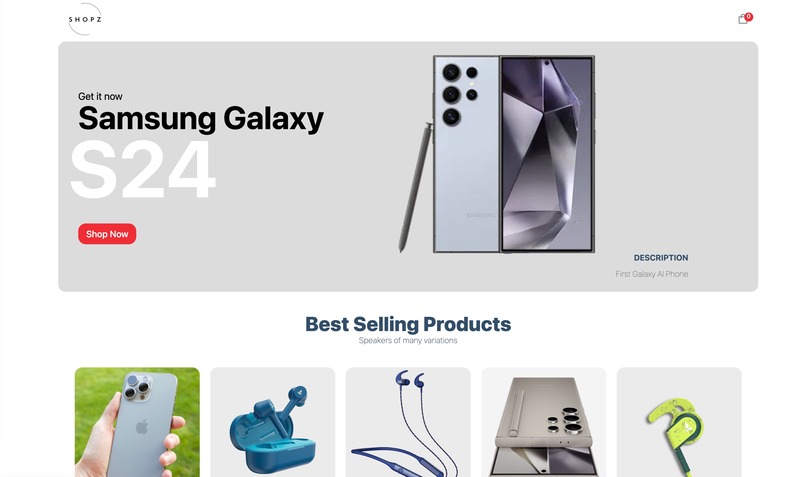 SHOPZ
0
Get it now
Samsung Galaxy
S24
Shop Now
SAMSUNG
DESCRIPTION
First Galaxy AI Phone
Best Selling Products
Speakers of many variations